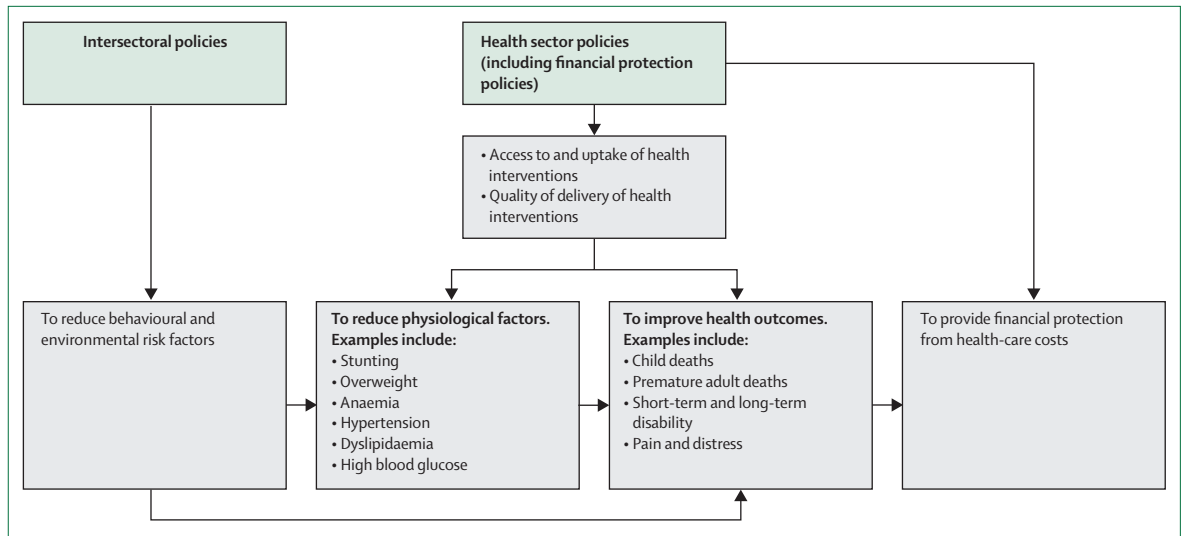 Intersectoral policies
Health sector policies
(including financial protection
policies)
• Access to and uptake of health
interventions
• Quality of delivery of health
interventions
To reduce behavioural and
environmental risk factors
To reduce physiological factors.
Examples include:
• Stunting
• Overweight
• Anaemia
• Hypertension
• Dyslipidaemia
• High blood glucose
To improve health outcomes.
Examples include:
• Child deaths
• Premature adult deaths
• Short-term and long-term
disability
• Pain and distress
To provide financial protection
from health-care costs